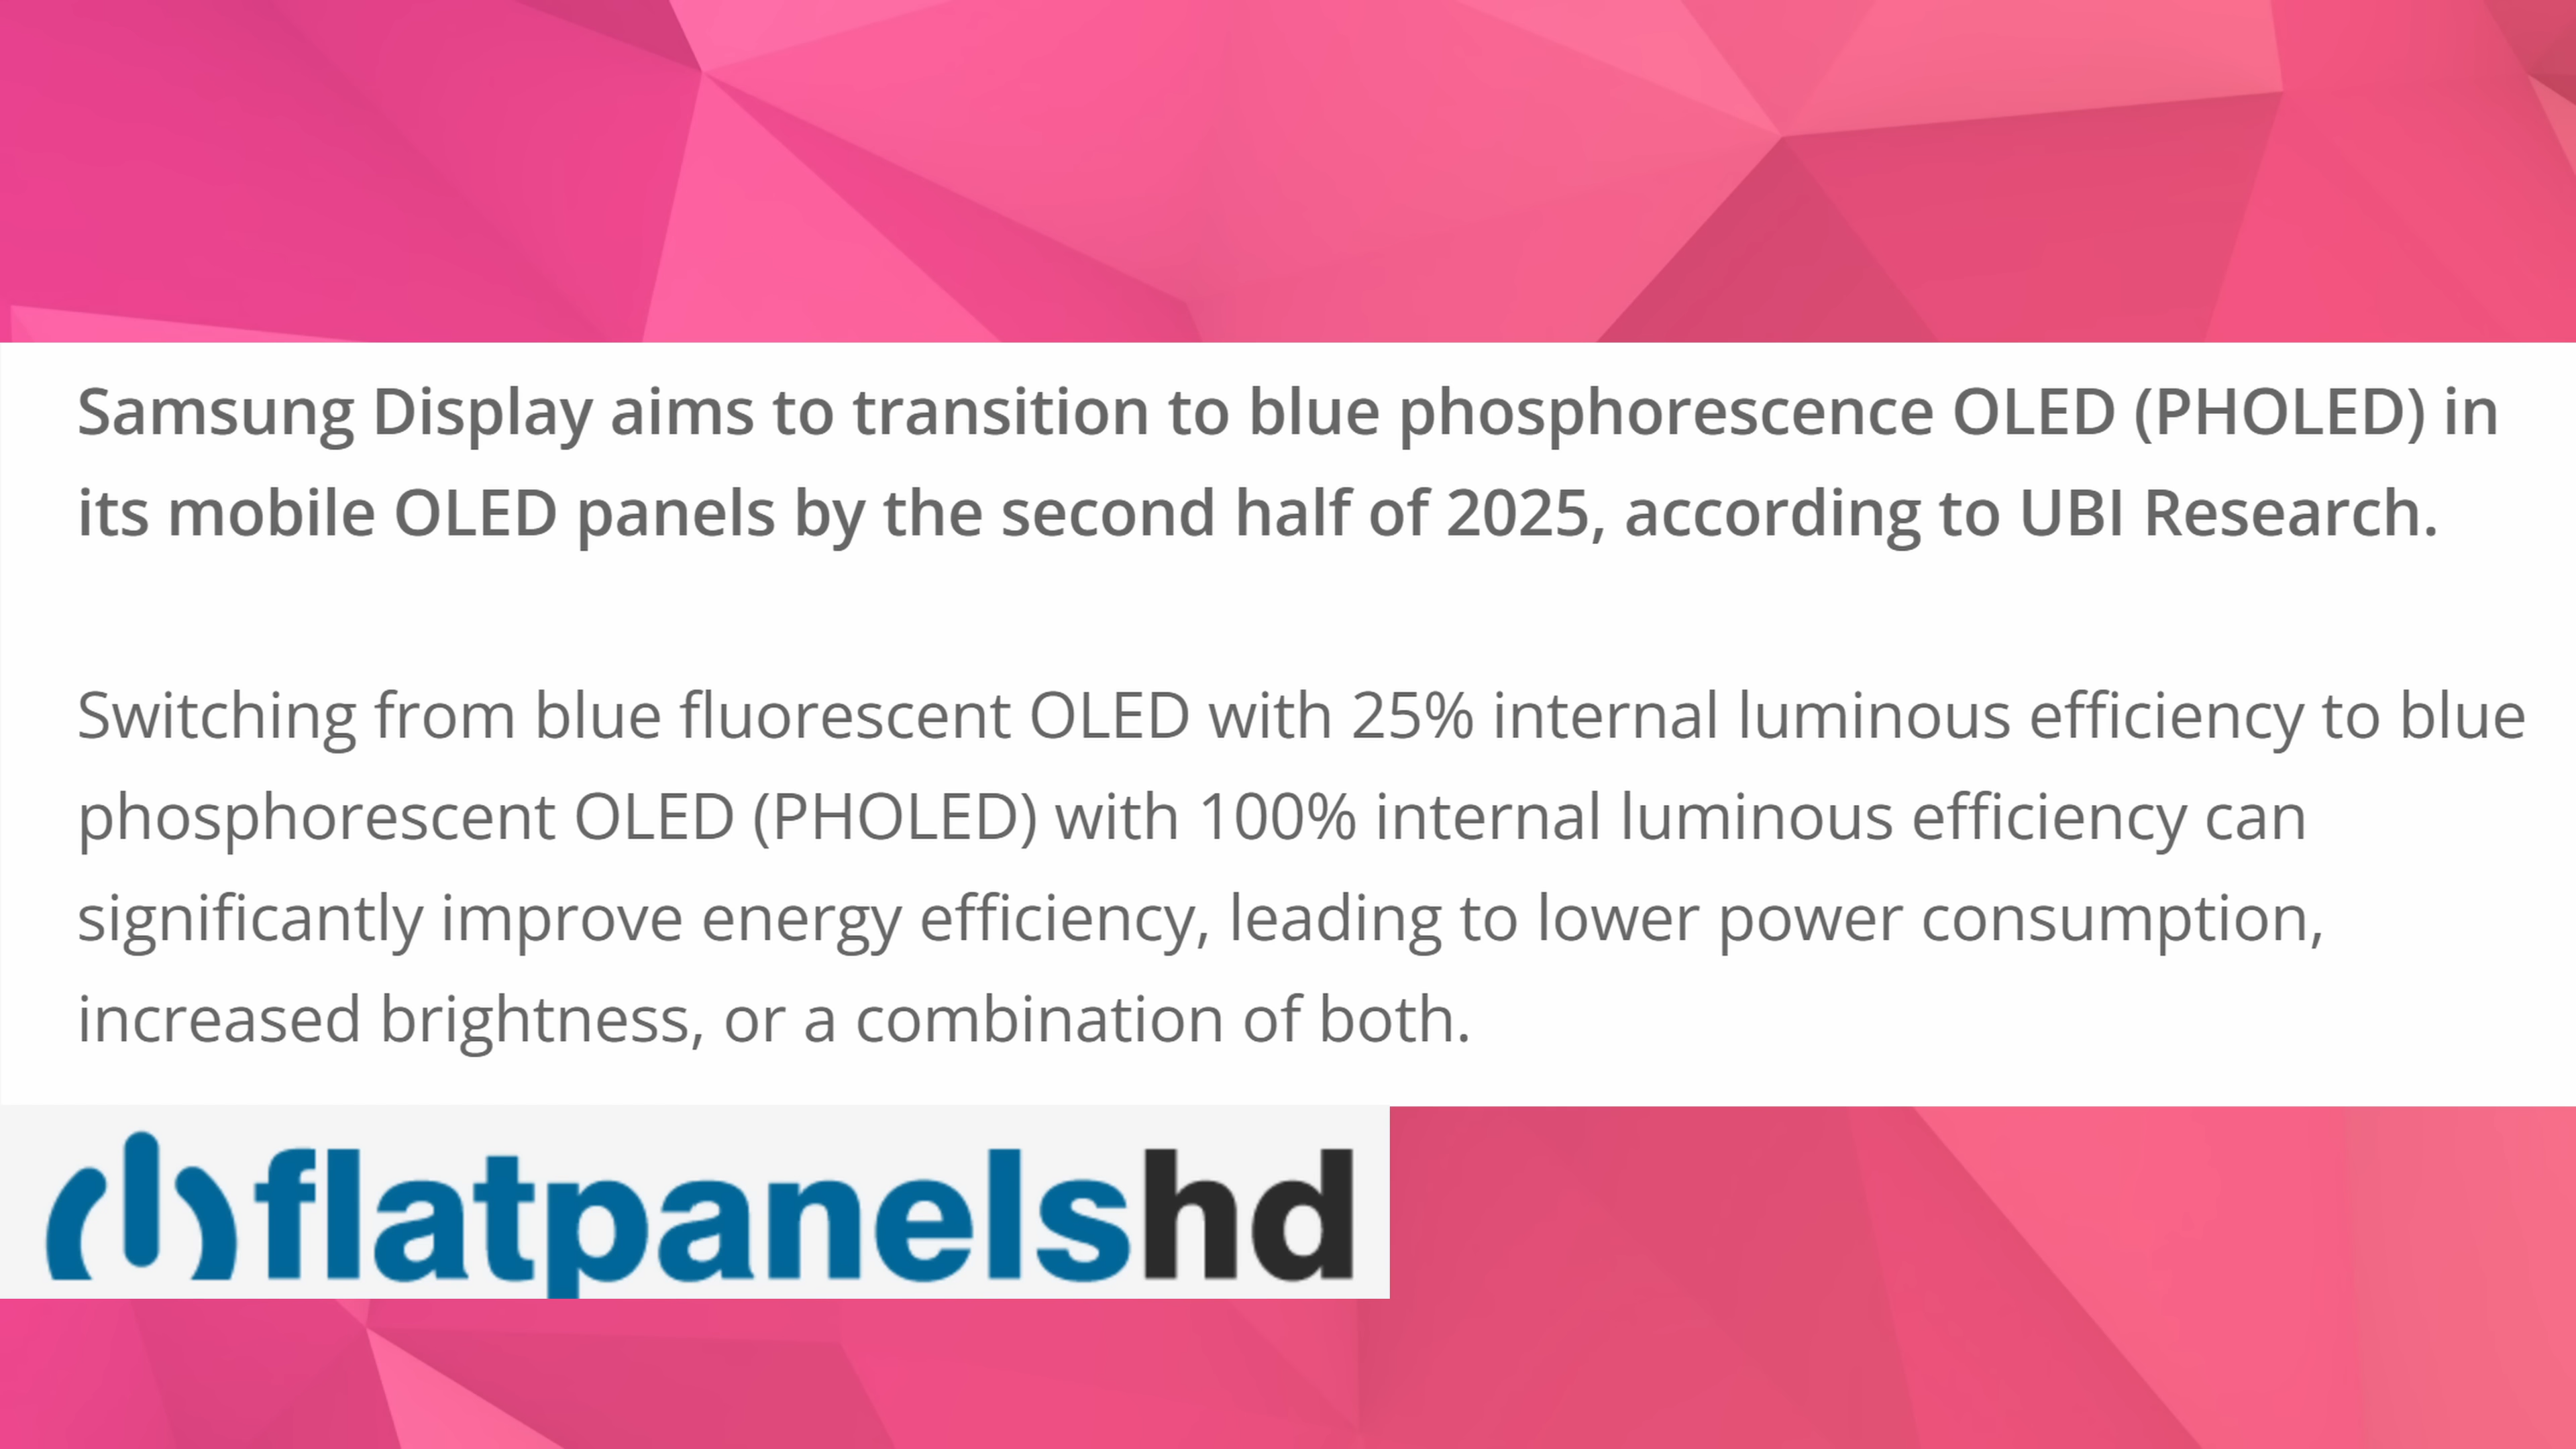 Samsung Display aims to transition to blue phosphorescence OLED (PHOLED) in
its mobile OLED panels by the second half of 2025, according to UBI Research.
Switching from blue fluorescent OLED with 25% internal luminous efficiency to blue
phosphorescent OLED (PHOLED) with 100% internal luminous efficiency can
significantly improve energy efficiency, leading to lower power consumption,
increased brightness, or a combination of both.
flatpanelshd